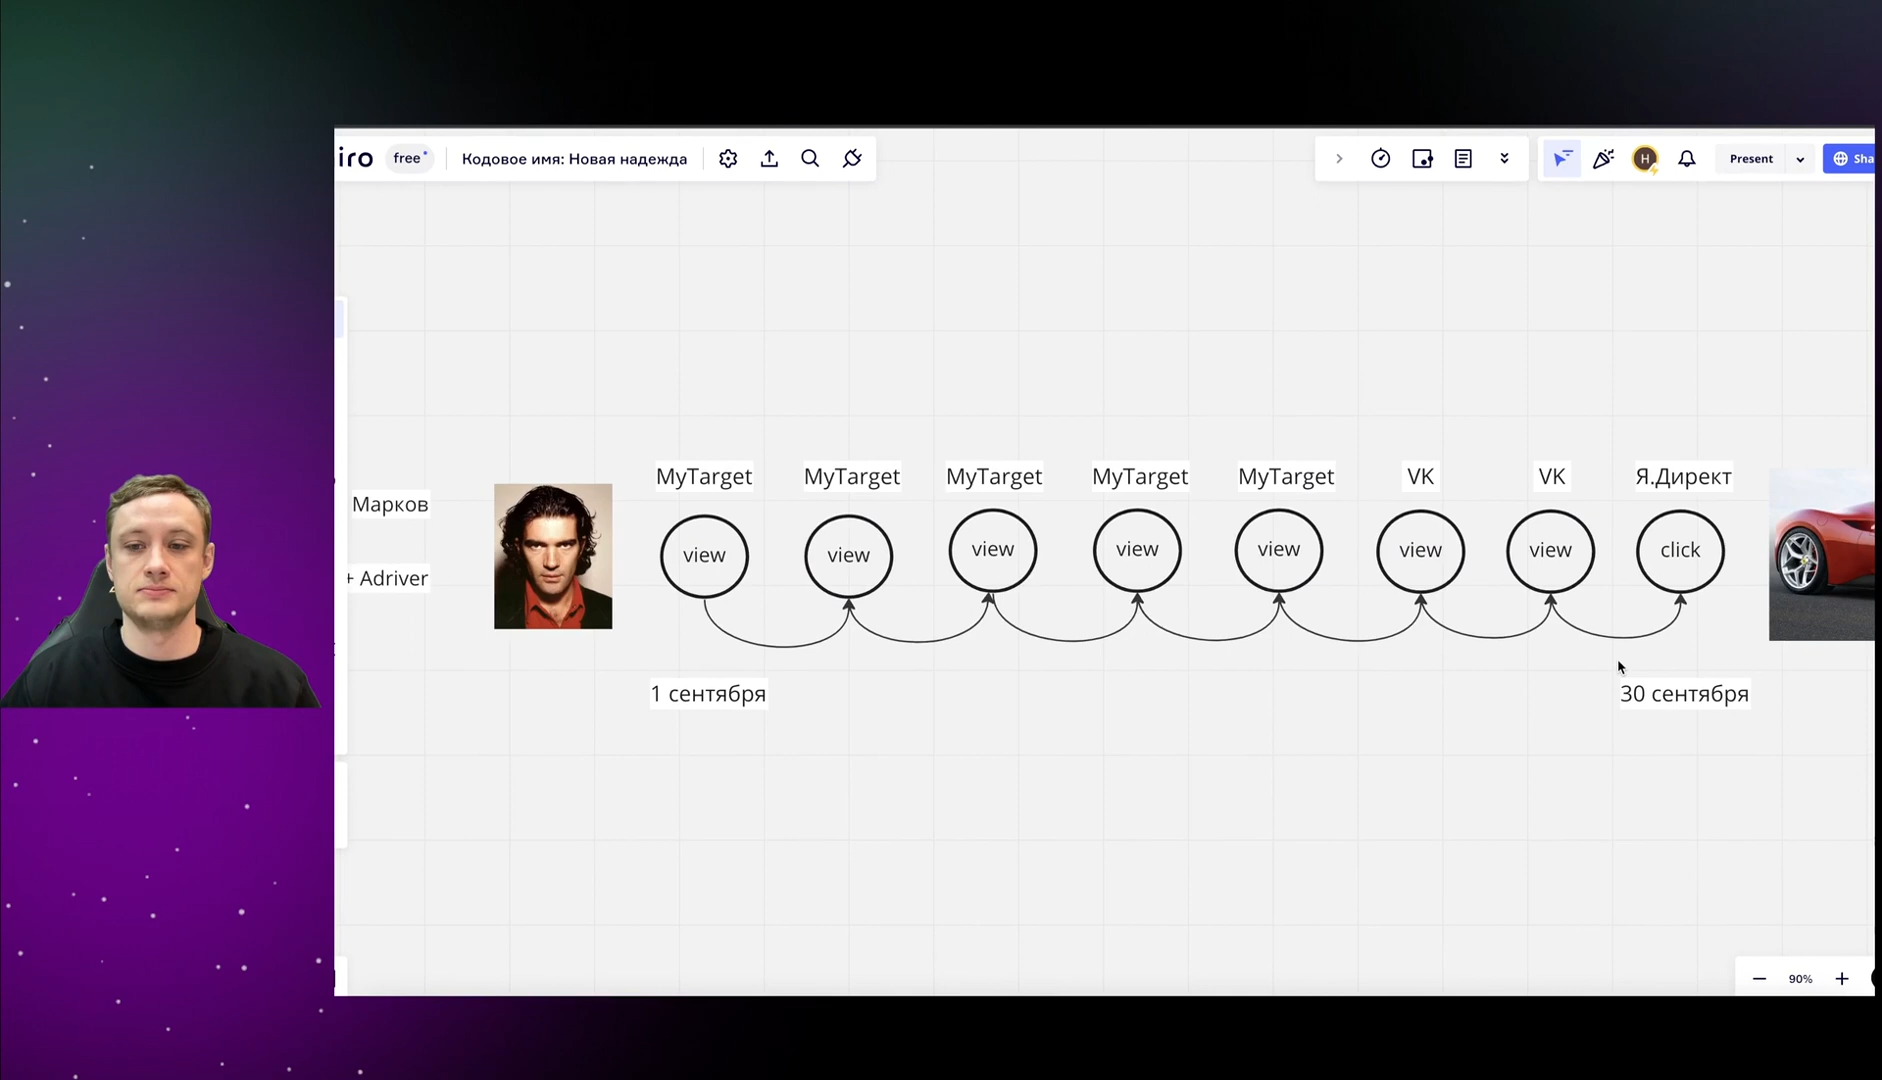 iro free Кодовое имя: Новая надежда
H Present Sha
MyTarget MyTarget MyTarget MyTarget MyTarget VK VK Я.Директ
Марков
view view view view view view view click
+ Adriver
1 сентября 30 сентября
90%